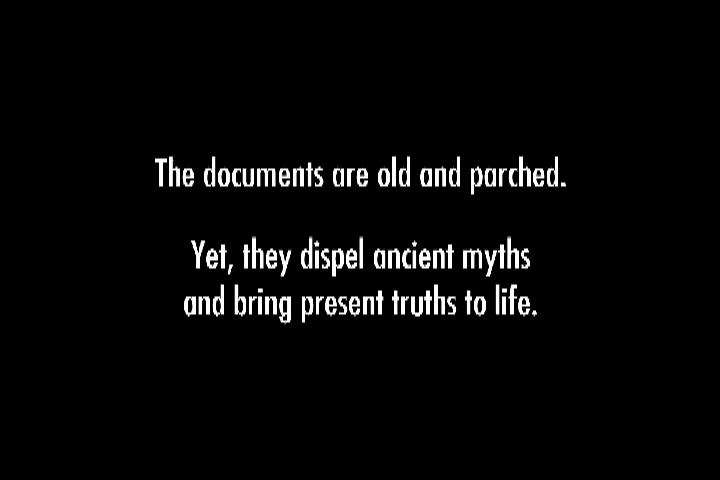 The documents are old and parched.
Yet, they dispel ancient myths
and bring present truths to life.